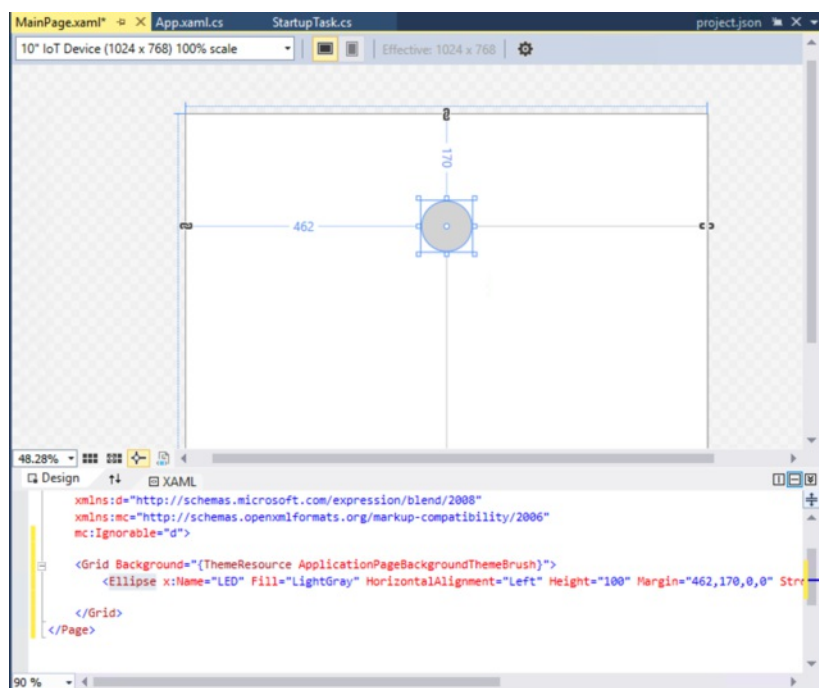 MainPage.xaml* App.xaml.cs StartupTask.cs project.json
10" IoT Device (1024 x 768) 100% scale Effective: 1024 x 768
170
462
48.28%
Design XAML
xmlns:d="http://schemas.microsoft.com/expression/blend/2008"
xmlns:mc="http://schemas.openxmlformats.org/markup-compatibility/2006"
mc:Ignorable="d">
<Grid Background="{ThemeResource ApplicationPageBackgroundThemeBrush}">
<Ellipse x:Name="LED" Fill="LightGray" HorizontalAlignment="Left" Height="100" Margin="462,170,0,0" Stro
</Grid>
</Page>
90 %